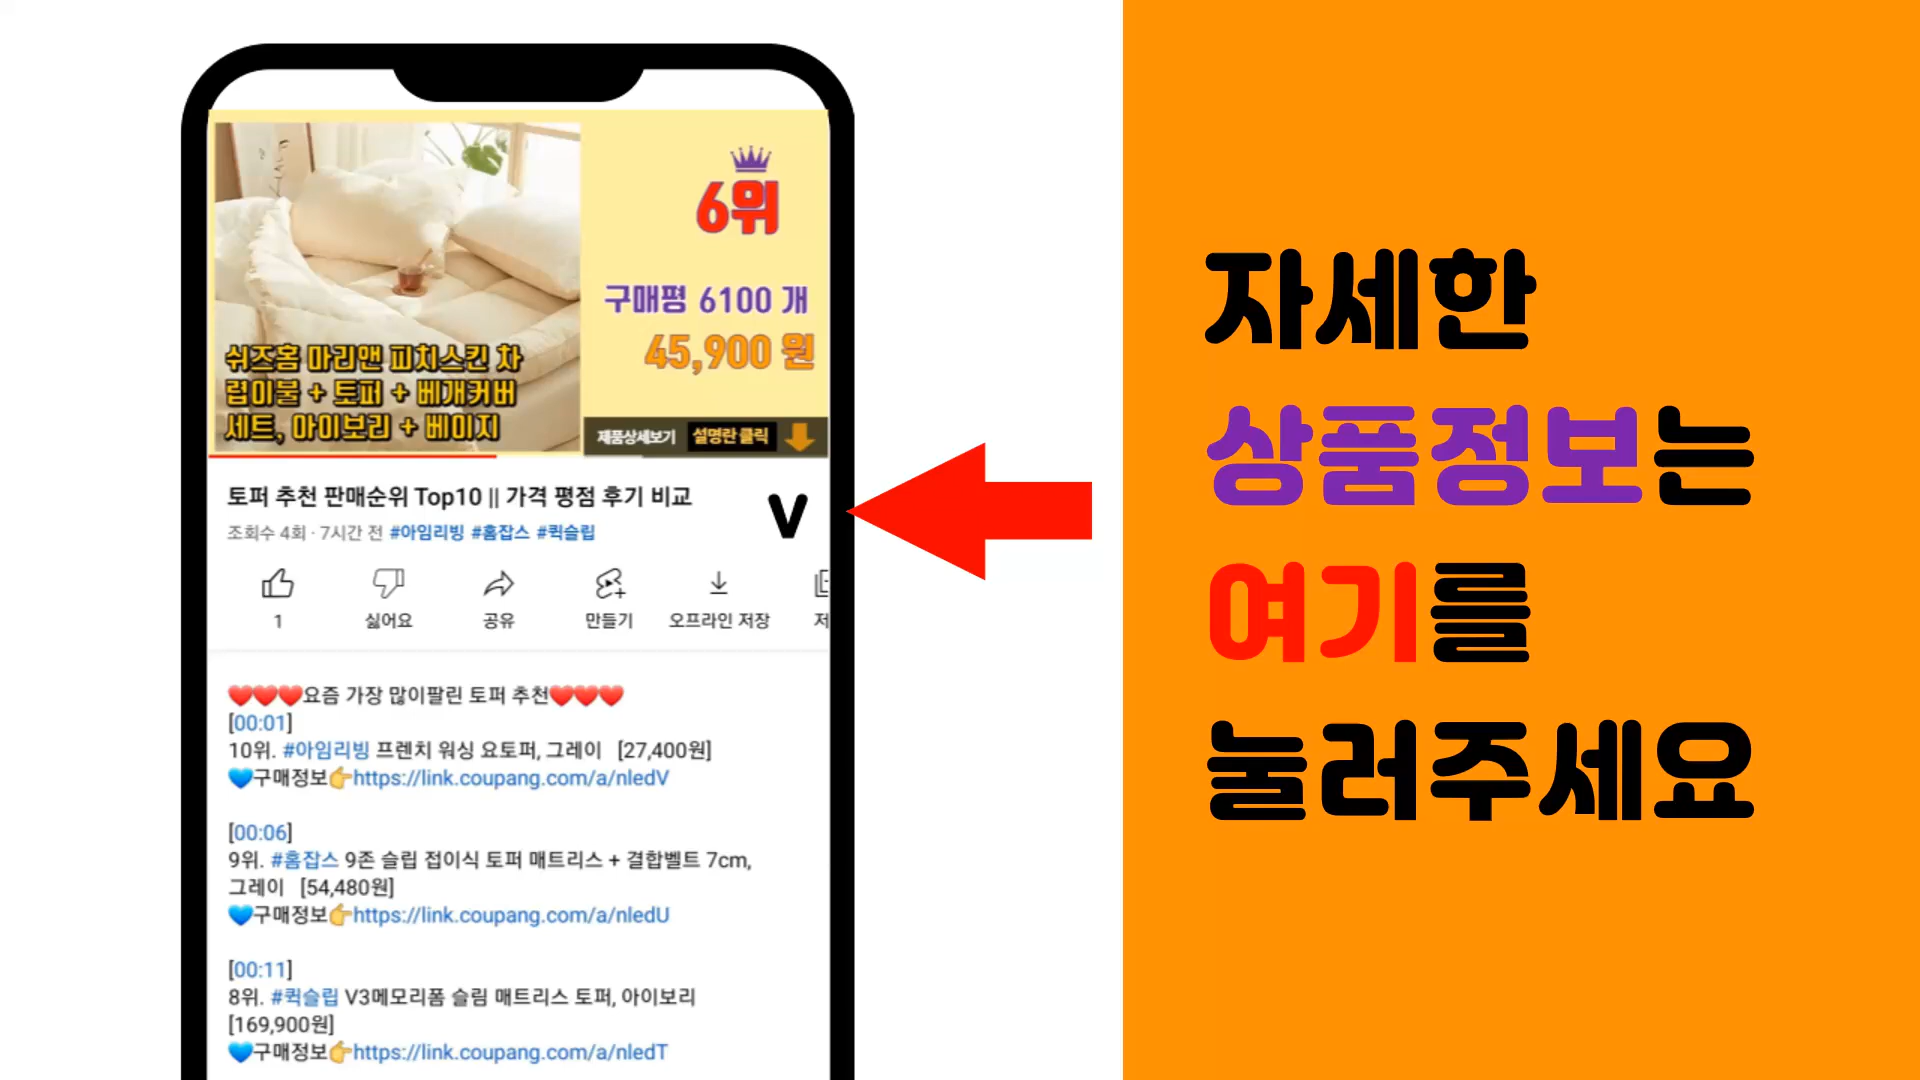 6위
구매평 6100 개
45,900 원
쉬즈홈 마리앤 피치스킨 차
렵이불 + 토퍼 + 베개커버
세트, 아이보리 + 베이지
제품상세보기 설명란 클릭
토퍼 추천 판매순위 Top10 || 가격 평점 후기 비교
V
조회수 4회 · 7시간 전 #아임리빙 #홈잡스 #퀵슬립
1 싫어요 공유 만들기 오프라인 저장 저
❤️❤️❤️요즘 가장 많이팔린 토퍼 추천❤️❤️❤️
[00:01]
10위. #아임리빙 프렌치 워싱 요토퍼, 그레이 [27,400원]
💙구매정보👉https://link.coupang.com/a/nledV
[00:06]
9위. #홈잡스 9존 슬립 접이식 토퍼 매트리스 + 결합벨트 7cm,
그레이 [54,480원]
💙구매정보👉https://link.coupang.com/a/nledU
[00:11]
8위. #퀵슬립 V3메모리폼 슬림 매트리스 토퍼, 아이보리
[169,900원]
💙구매정보👉https://link.coupang.com/a/nledT
자세한
상품정보는
여기를
눌러주세요